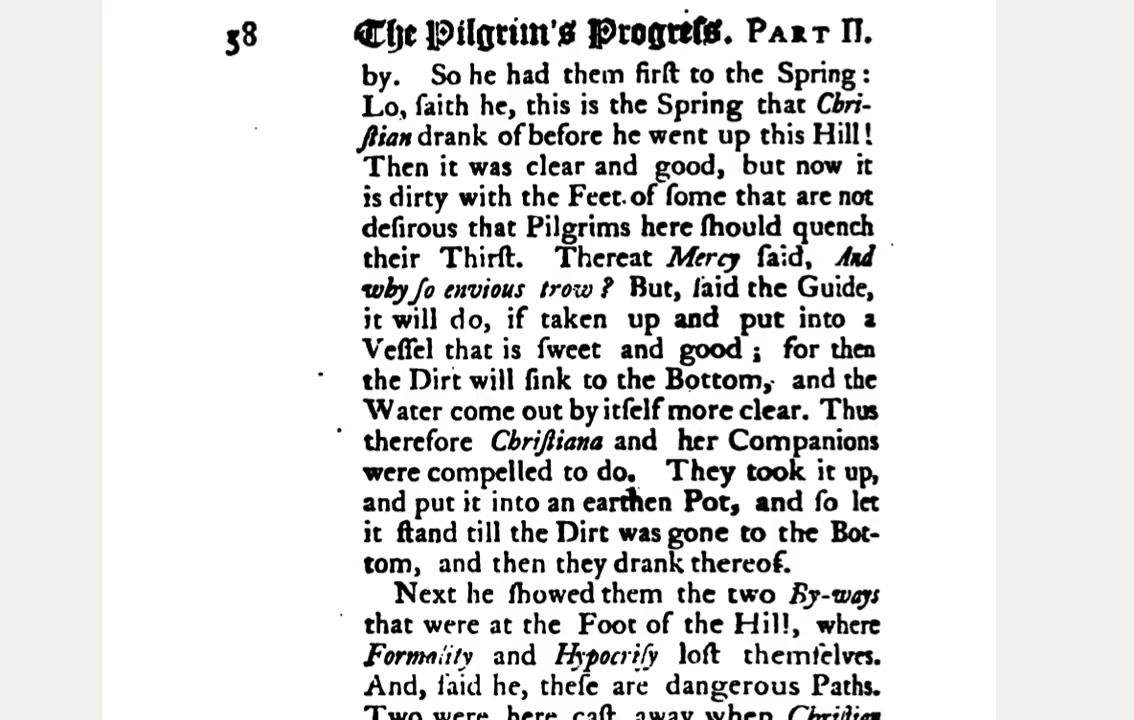 58 The Pilgrim's Progreſs. PART II.
by. So he had them firſt to the Spring:
Lo, ſaith he, this is the Spring that Chri-
ſtian drank of before he went up this Hill!
Then it was clear and good, but now it
is dirty with the Feet of ſome that are not
deſirous that Pilgrims here ſhould quench
their Thirſt. Thereat Mercy ſaid, And
why ſo envious trow? But, ſaid the Guide,
it will do, if taken up and put into a
Veſſel that is ſweet and good; for then
the Dirt will ſink to the Bottom, and the
Water come out by itſelf more clear. Thus
therefore Chriſtiana and her Companions
were compelled to do. They took it up,
and put it into an earthen Pot, and ſo let
it ſtand till the Dirt was gone to the Bot-
tom, and then they drank thereof.
Next he ſhowed them the two By-ways
that were at the Foot of the Hill, where
Formality and Hypocriſy loſt themſelves.
And, ſaid he, theſe are dangerous Paths.
Two were here caſt away when Chriſtian